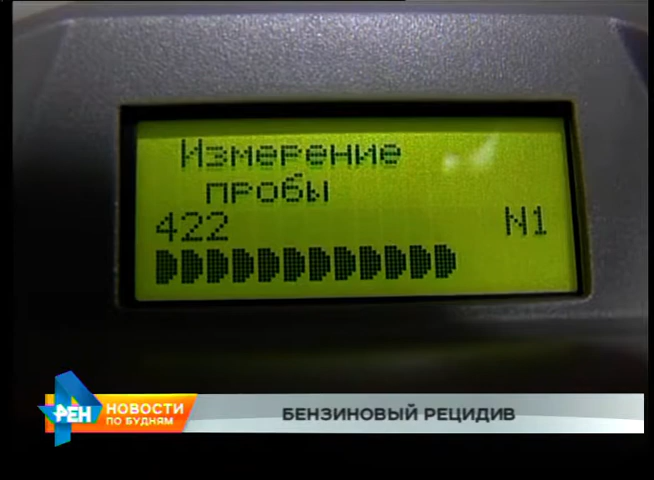 Измерение
пробы
422 N1
РЕН НОВОСТИ
ПО БУДНЯМ
БЕНЗИНОВЫЙ РЕЦИДИВ